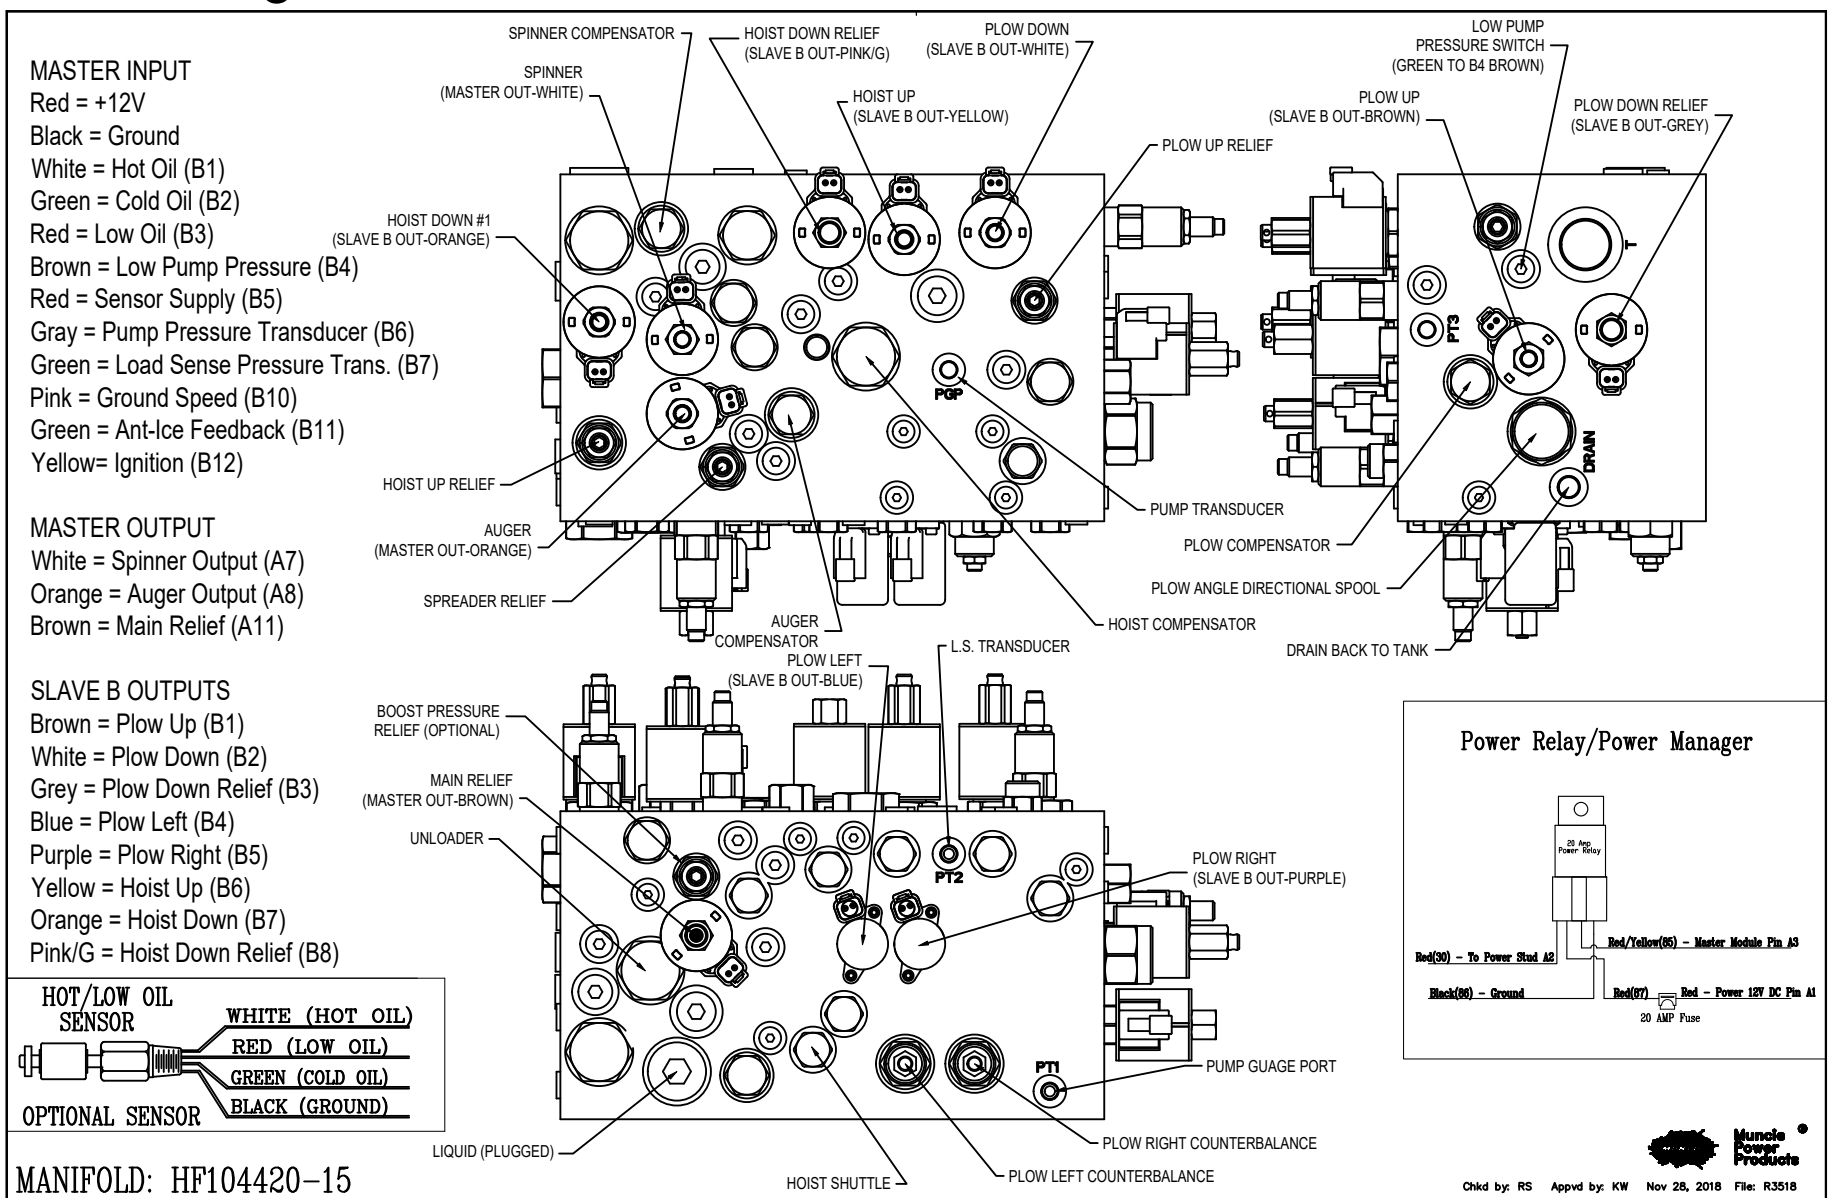 MASTER INPUT
Red = +12V
Black = Ground
White = Hot Oil (B1)
Green = Cold Oil (B2)
Red = Low Oil (B3)
Brown = Low Pump Pressure (B4)
Red = Sensor Supply (B5)
Gray = Pump Pressure Transducer (B6)
Green = Load Sense Pressure Trans. (B7)
Pink = Ground Speed (B10)
Green = Ant-Ice Feedback (B11)
Yellow= Ignition (B12)
MASTER OUTPUT
White = Spinner Output (A7)
Orange = Auger Output (A8)
Brown = Main Relief (A11)
SLAVE B OUTPUTS
Brown = Plow Up (B1)
White = Plow Down (B2)
Grey = Plow Down Relief (B3)
Blue = Plow Left (B4)
Purple = Plow Right (B5)
Yellow = Hoist Up (B6)
Orange = Hoist Down (B7)
Pink/G = Hoist Down Relief (B8)
HOT/LOW OIL
SENSOR
WHITE (HOT OIL)
RED (LOW OIL)
GREEN (COLD OIL)
BLACK (GROUND)
OPTIONAL SENSOR
MANIFOLD: HF104420-15
SPINNER COMPENSATOR
SPINNER
(MASTER OUT-WHITE)
HOIST DOWN RELIEF
(SLAVE B OUT-PINK/G)
PLOW DOWN
(SLAVE B OUT-WHITE)
HOIST UP
(SLAVE B OUT-YELLOW)
PLOW UP RELIEF
HOIST DOWN #1
(SLAVE B OUT-ORANGE)
HOIST UP RELIEF
AUGER
(MASTER OUT-ORANGE)
SPREADER RELIEF
AUGER
COMPENSATOR
PGP
PUMP TRANSDUCER
HOIST COMPENSATOR
LOW PUMP
PRESSURE SWITCH
(GREEN TO B4 BROWN)
PLOW UP
(SLAVE B OUT-BROWN)
PLOW DOWN RELIEF
(SLAVE B OUT-GREY)
T
PT3
DRAIN
PLOW COMPENSATOR
PLOW ANGLE DIRECTIONAL SPOOL
DRAIN BACK TO TANK
PLOW LEFT
(SLAVE B OUT-BLUE)
L.S. TRANSDUCER
BOOST PRESSURE
RELIEF (OPTIONAL)
MAIN RELIEF
(MASTER OUT-BROWN)
UNLOADER
PT2
PLOW RIGHT
(SLAVE B OUT-PURPLE)
PT1
PUMP GUAGE PORT
LIQUID (PLUGGED)
HOIST SHUTTLE
PLOW RIGHT COUNTERBALANCE
PLOW LEFT COUNTERBALANCE
Power Relay/Power Manager
20 Amp
Power Relay
Red/Yellow(85) - Master Module Pin A3
Red(30) - To Power Stud A2
Black(86) - Ground
Red(87)
Red - Power 12V DC Pin A1
20 AMP Fuse
Muncie ®
Power
Products
Chkd by: RS Appvd by: KW Nov 28, 2018 File: R3518